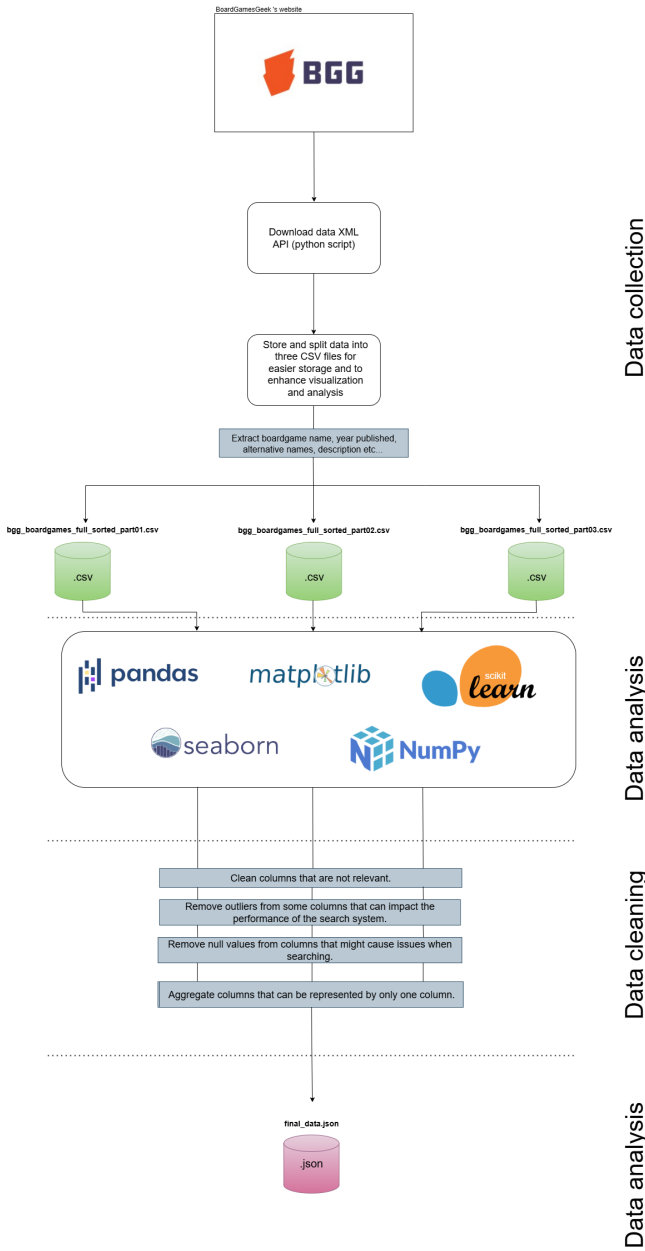 BoardGamesGeek 's website
BGG
Download data XML
API (python script)
Data collection
Store and split data into
three CSV files for
easier storage and to
enhance visualization
and analysis
Extract boardgame name, year published,
alternative names, description etc...
bgg_boardgames_full_sorted_part01.csv
bgg_boardgames_full_sorted_part02.csv
bgg_boardgames_full_sorted_part03.csv
.csv
.csv
.csv
pandas
matplotlib
scikit
learn
seaborn
NumPy
Data analysis
Clean columns that are not relevant.
Remove outliers from some columns that can impact the
performance of the search system.
Remove null values from columns that might cause issues when
searching.
Aggregate columns that can be represented by only one column.
Data cleaning
final_data.json
.json
Data analysis